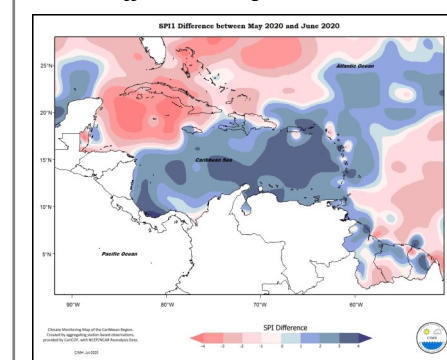 SPI1 Difference between May 2020 and June 2020
25°N
20°N
15°N
10°N
5°N
Atlantic Ocean
Caribbean Sea
Pacific Ocean
90°W
80°W
70°W
60°W
Climate Monitoring Map of the Caribbean Region.
Created by aggregating station based observations,
provided by CariCOF, with NCEP/NCAR Reanalysis Data.
CIMH Jul 2020
SPI Difference
-4 -3 -2 -1 0 1 2 3 4